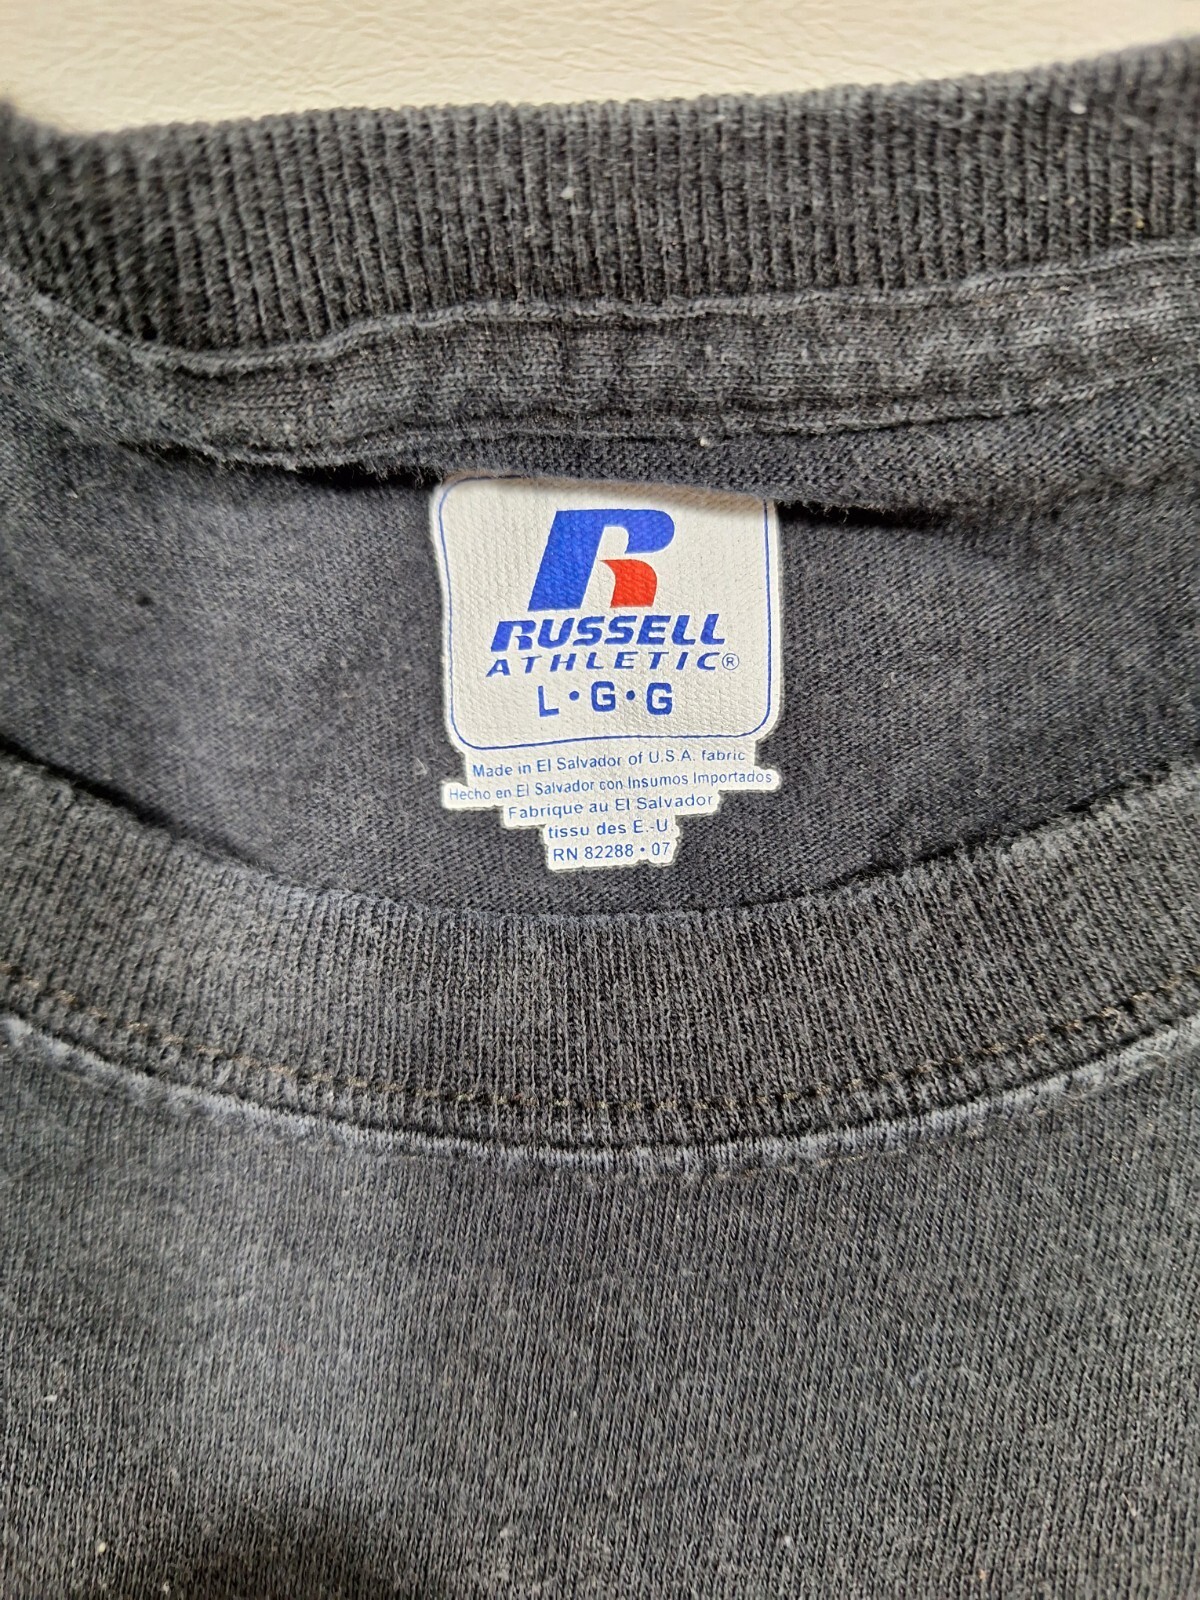 R
RUSSELL
ATHLETIC®
L•G•G
Made in El Salvador of U.S.A. fabric
Hecho en El Salvador con Insumos Importados
Fabrique au El Salvador
tissu des E.-U.
RN 82288 • 07